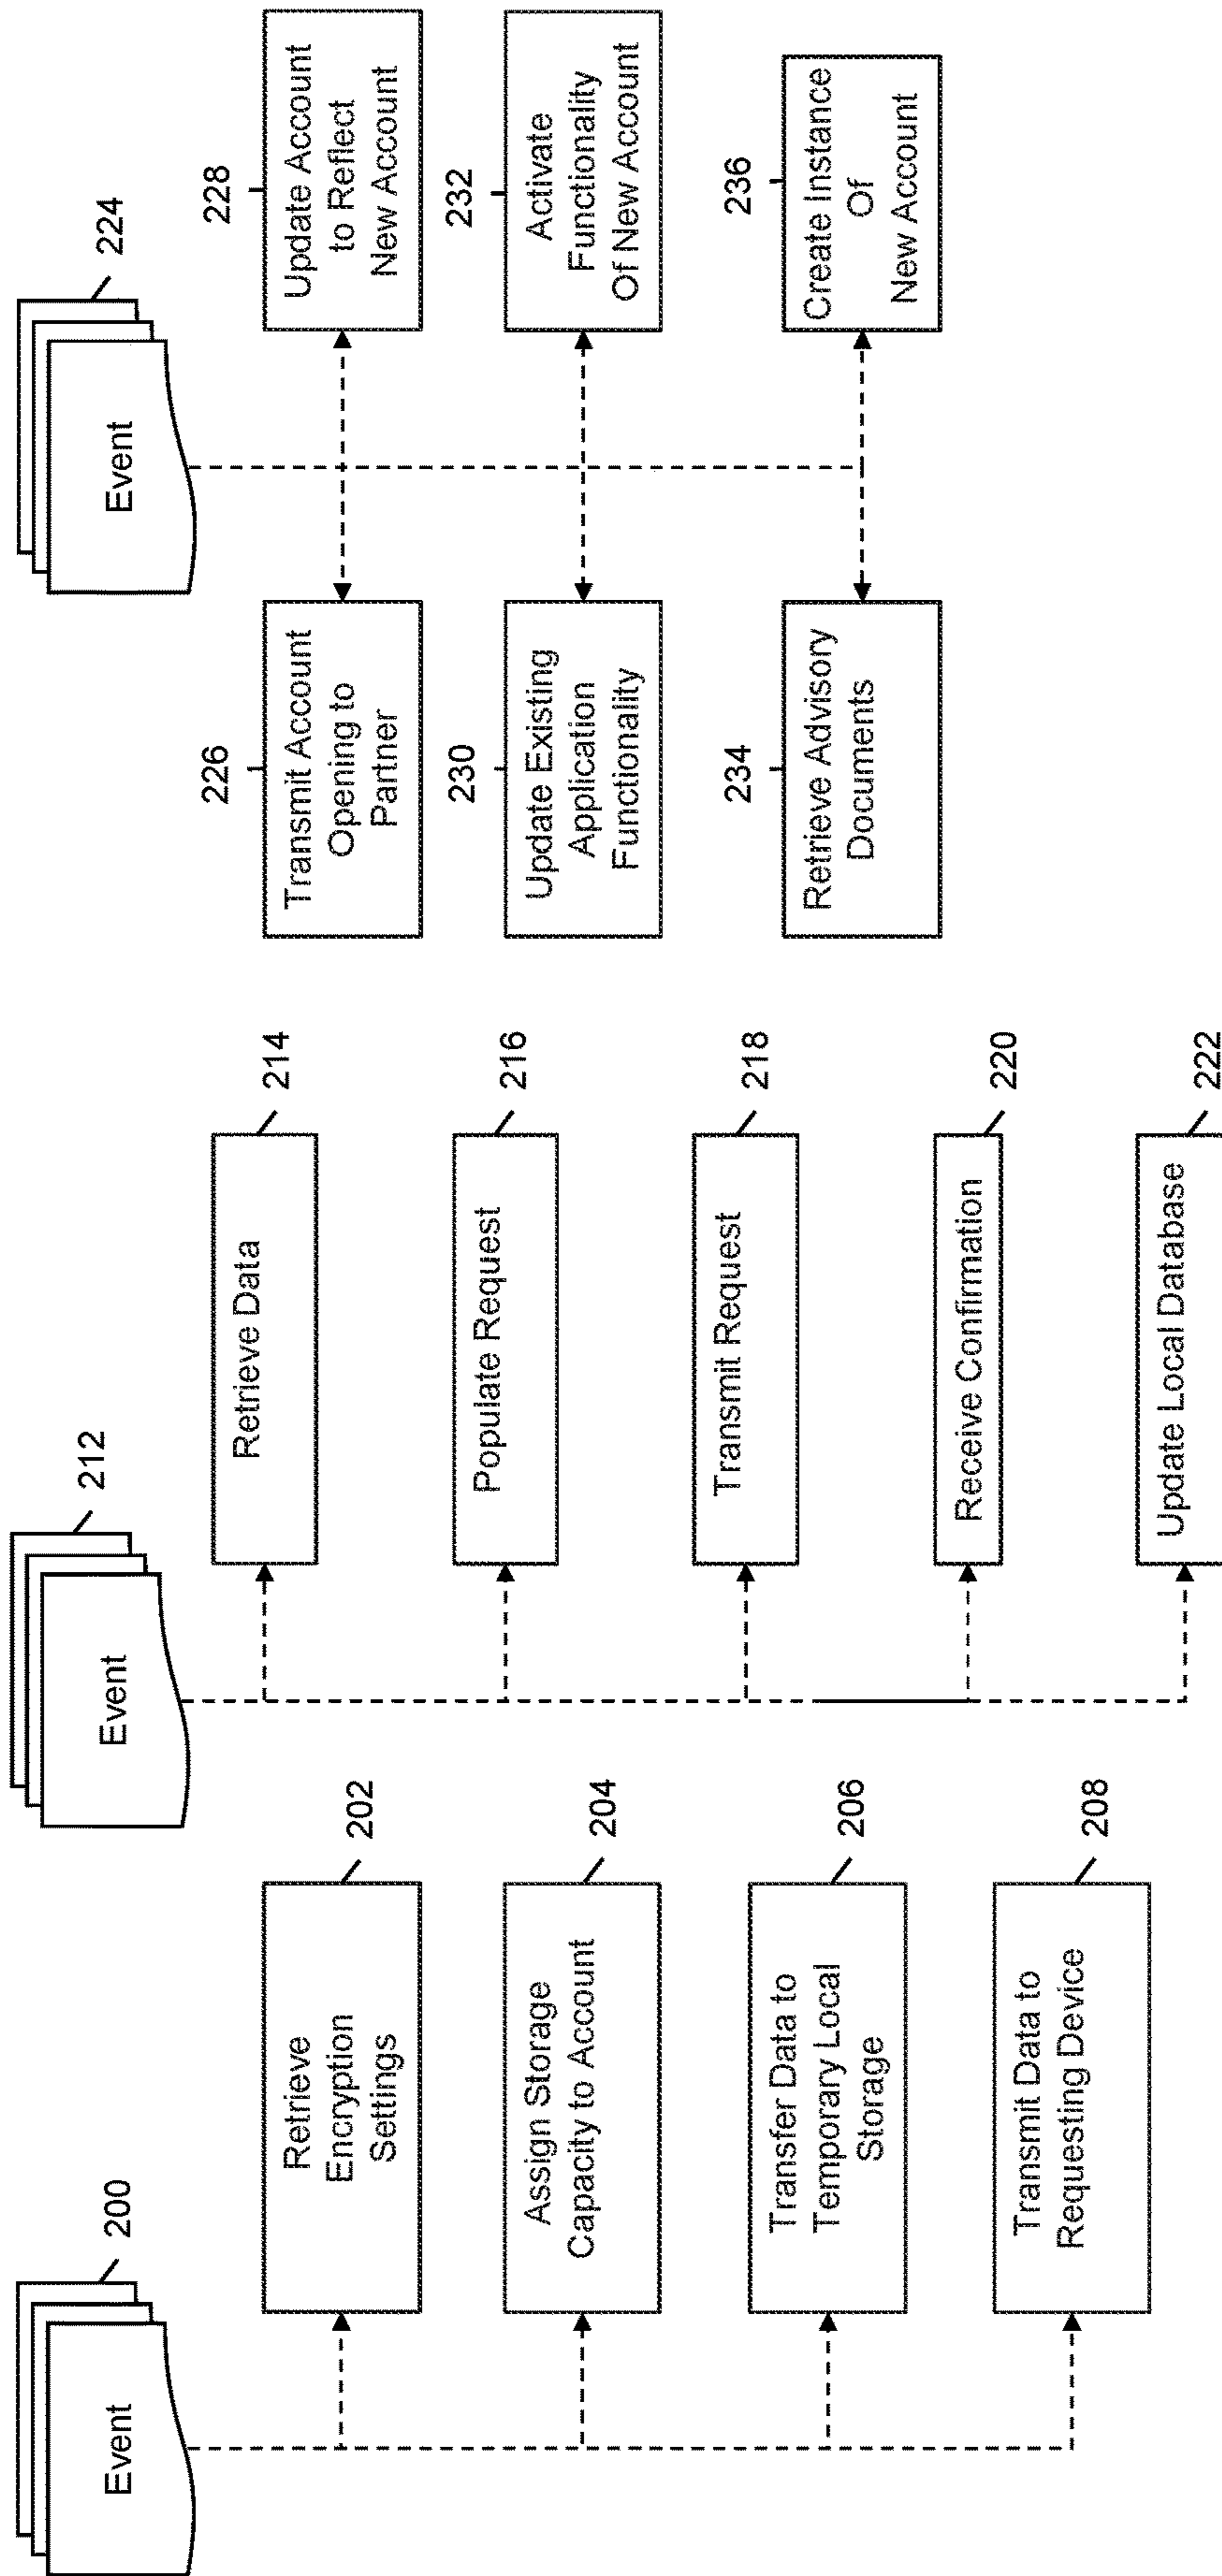 Event
200
Retrieve
Encryption
Settings
202
Assign Storage
Capacity to Account
204
Transfer Data to
Temporary Local
Storage
206
Transmit Data to
Requesting Device
208
Event
212
Retrieve Data
214
Populate Request
216
Transmit Request
218
Receive Confirmation
220
Update Local Database
222
Event
224
226
Transmit Account
Opening to
Partner
228
Update Account
to Reflect
New Account
230
Update Existing
Application
Functionality
232
Activate
Functionality
Of New Account
234
Retrieve Advisory
Documents
236
Create Instance
Of
New Account